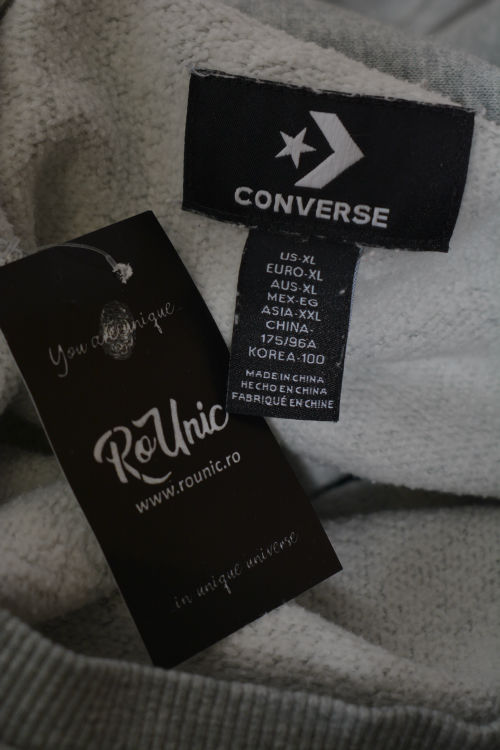 CONVERSE
US-XL
EURO-XL
AUS-XL
MEX-EG
ASIA-XXL
CHINA-
175/96A
KOREA-100
MADE IN CHINA
HECHO EN CHINA
FABRIQUÉ EN CHINE
You are unique...
RoUnic
www.rounic.ro
...in unique universe